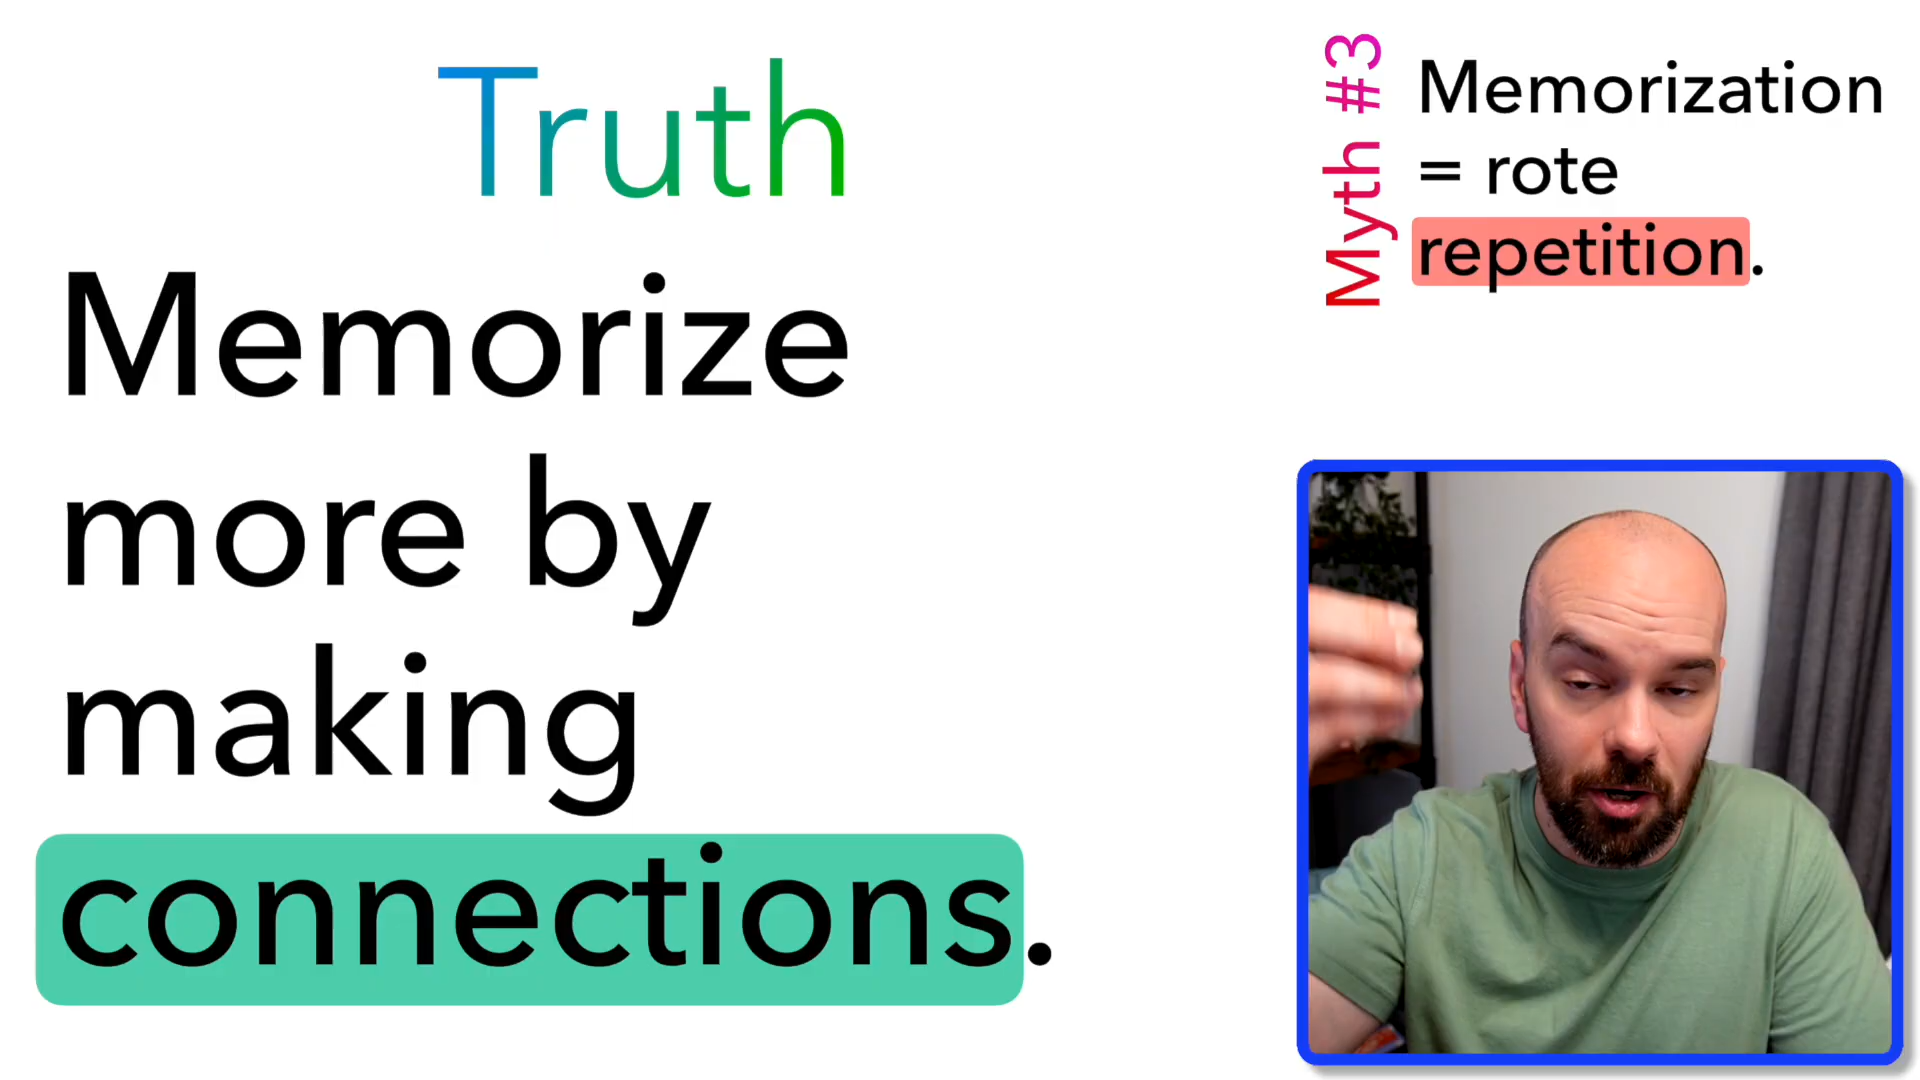 Truth
Memorize
more by
making
connections.
Myth #3
Memorization
= rote
repetition.